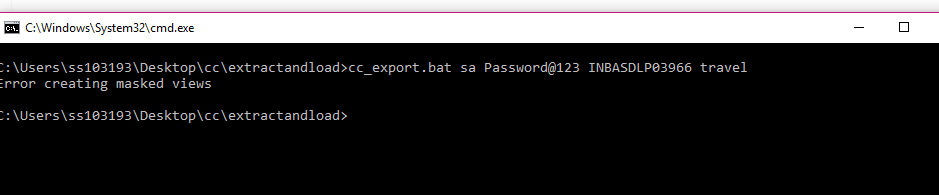 C:\Windows\System32\cmd.exe
C:\Users\ss103193\Desktop\cc\extractandload>cc_export.bat sa Password@123 INBASDLP03966 travel
Error creating masked views
C:\Users\ss103193\Desktop\cc\extractandload>